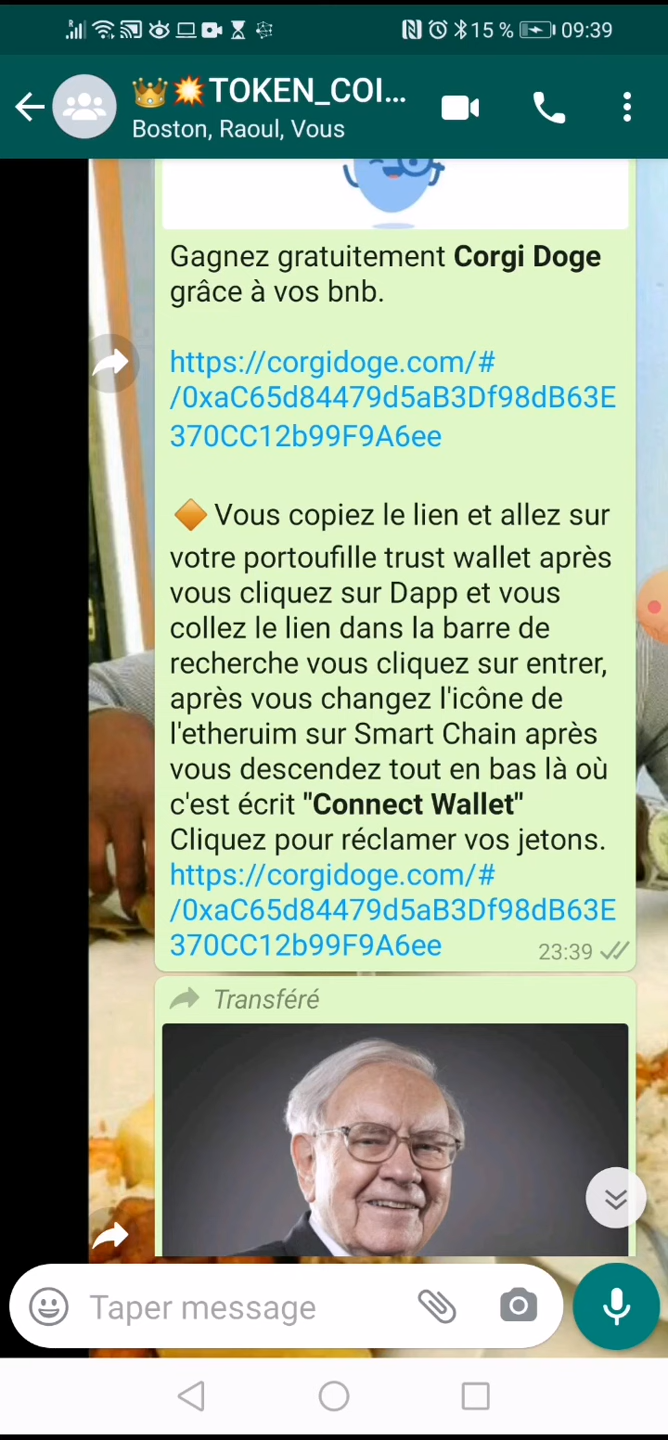 15 % 09:39
👑💥TOKEN_COI...
Boston, Raoul, Vous
Gagnez gratuitement Corgi Doge
grâce à vos bnb.
https://corgidoge.com/#
/0xaC65d84479d5aB3Df98dB63E
370CC12b99F9A6ee
🔶 Vous copiez le lien et allez sur
votre portoufille trust wallet après
vous cliquez sur Dapp et vous
collez le lien dans la barre de
recherche vous cliquez sur entrer,
après vous changez l'icône de
l'etheruim sur Smart Chain après
vous descendez tout en bas là où
c'est écrit "Connect Wallet"
Cliquez pour réclamer vos jetons.
https://corgidoge.com/#
/0xaC65d84479d5aB3Df98dB63E
370CC12b99F9A6ee
23:39
Transféré
Taper message